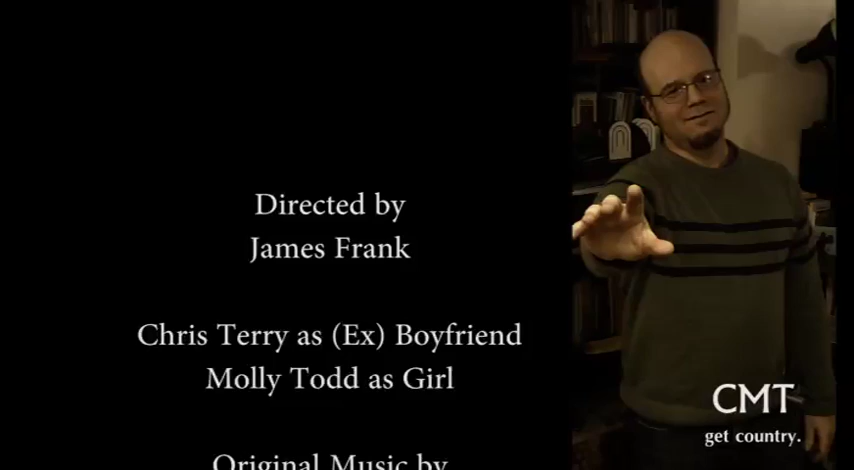 Directed by
James Frank
Chris Terry as (Ex) Boyfriend
Molly Todd as Girl
Original Music by
CMT
get country.